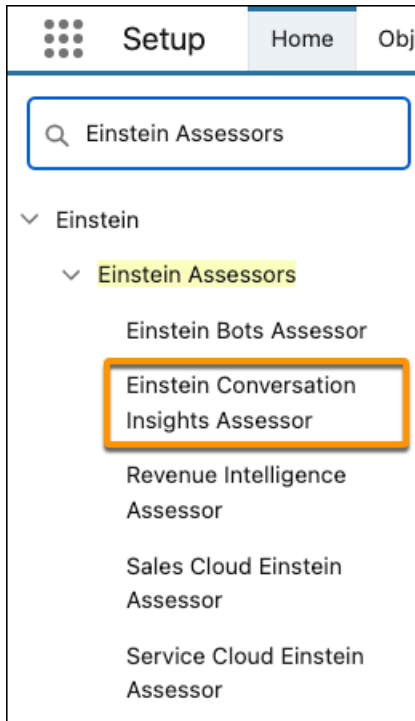 Setup Home Obj
Einstein Assessors
Einstein
Einstein Assessors
Einstein Bots Assessor
Einstein Conversation
Insights Assessor
Revenue Intelligence
Assessor
Sales Cloud Einstein
Assessor
Service Cloud Einstein
Assessor